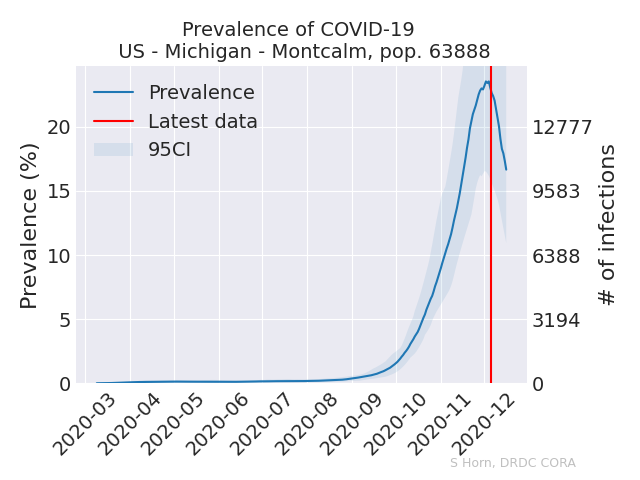 Prevalence of COVID-19
US - Michigan - Montcalm, pop. 63888
Prevalence
Latest data
95CI
Prevalence (%)
20
15
10
5
0
12777
9583
6388
3194
0
# of infections
2020-03
2020-04
2020-05
2020-06
2020-07
2020-08
2020-09
2020-10
2020-11
2020-12
S Horn, DRDC CORA